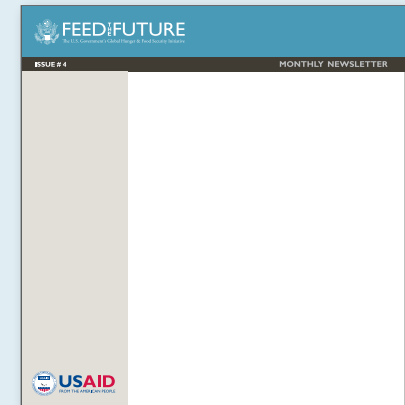 FEED THE FUTURE
The U.S. Government's Global Hunger & Food Security Initiative
ISSUE # 4
MONTHLY NEWSLETTER
USAID
FROM THE AMERICAN PEOPLE